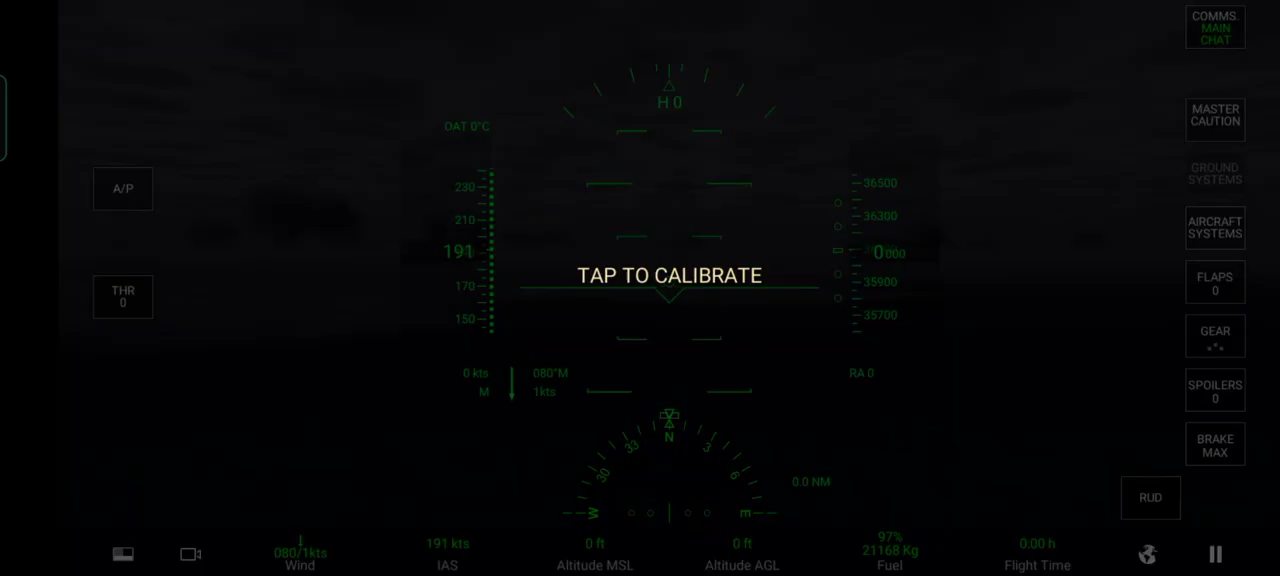 COMMS.
MAIN
CHAT
H 0
OAT 0°C
MASTER
CAUTION
GROUND
SYSTEMS
A/P
230
36500
210
36300
AIRCRAFT
SYSTEMS
191
0000
TAP TO CALIBRATE
170
35900
FLAPS
0
THR
0
150
35700
GEAR
0 kts
080°M
RA 0
M
1kts
SPOILERS
0
N
33
3
BRAKE
MAX
30
6
0.0 NM
W
E
RUD
080/1kts
Wind
191 kts
IAS
0 ft
Altitude MSL
0 ft
Altitude AGL
97%
21168 Kg
Fuel
0:00 h
Flight Time